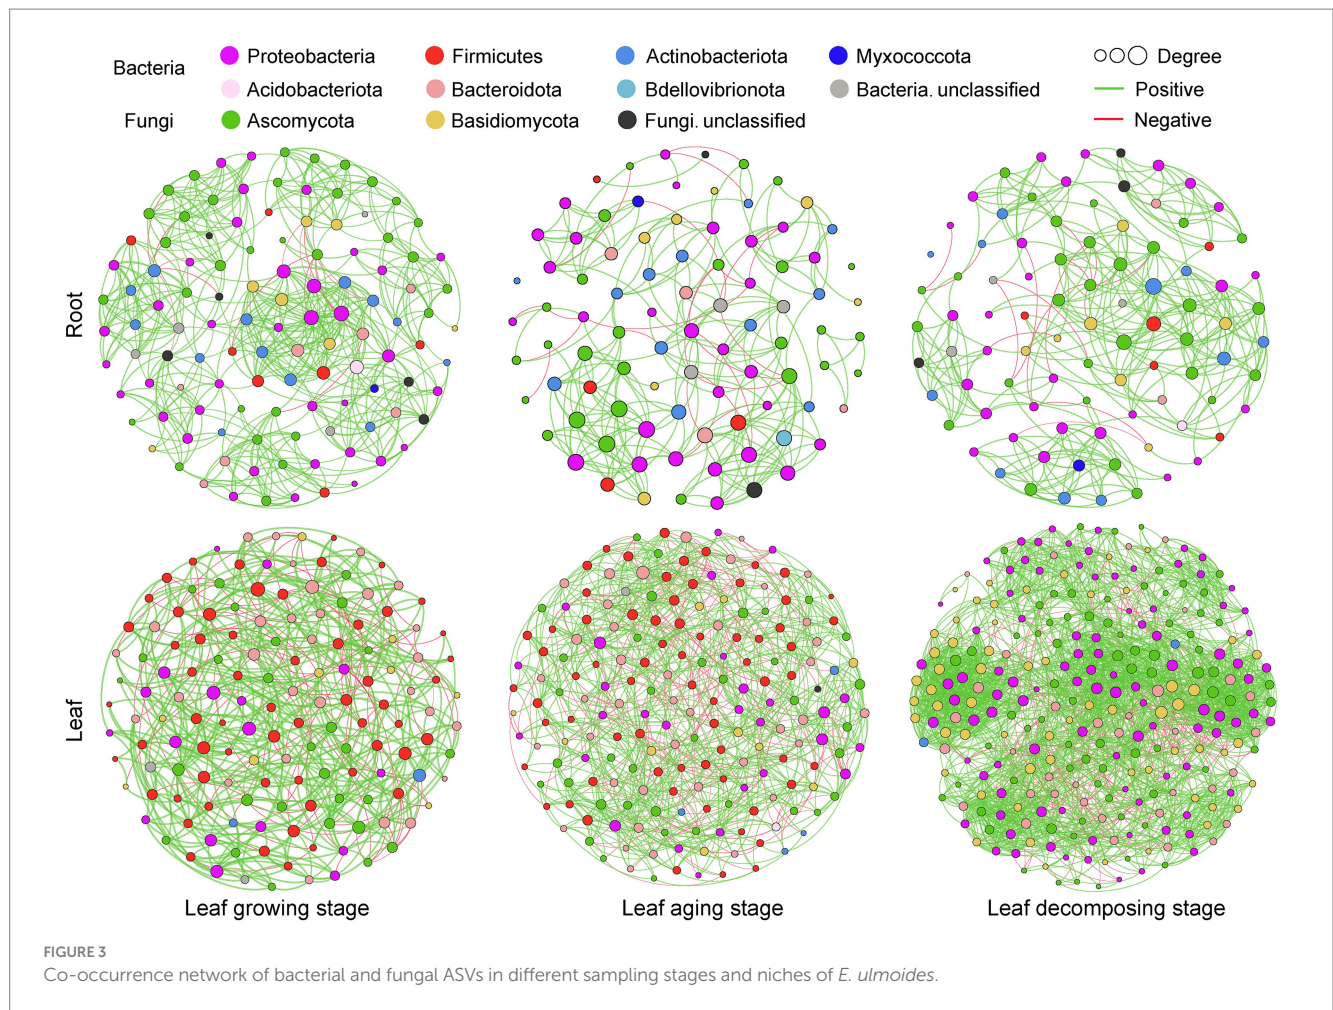 Bacteria Proteobacteria Firmicutes Actinobacteriota Myxococcota Degree
Acidobacteriota Bacteroidota Bdellovibrionota Bacteria. unclassified Positive
Fungi Ascomycota Basidiomycota Fungi. unclassified Negative
Root
Leaf
Leaf growing stage Leaf aging stage Leaf decomposing stage
FIGURE 3
Co-occurrence network of bacterial and fungal ASVs in different sampling stages and niches of E. ulmoides.